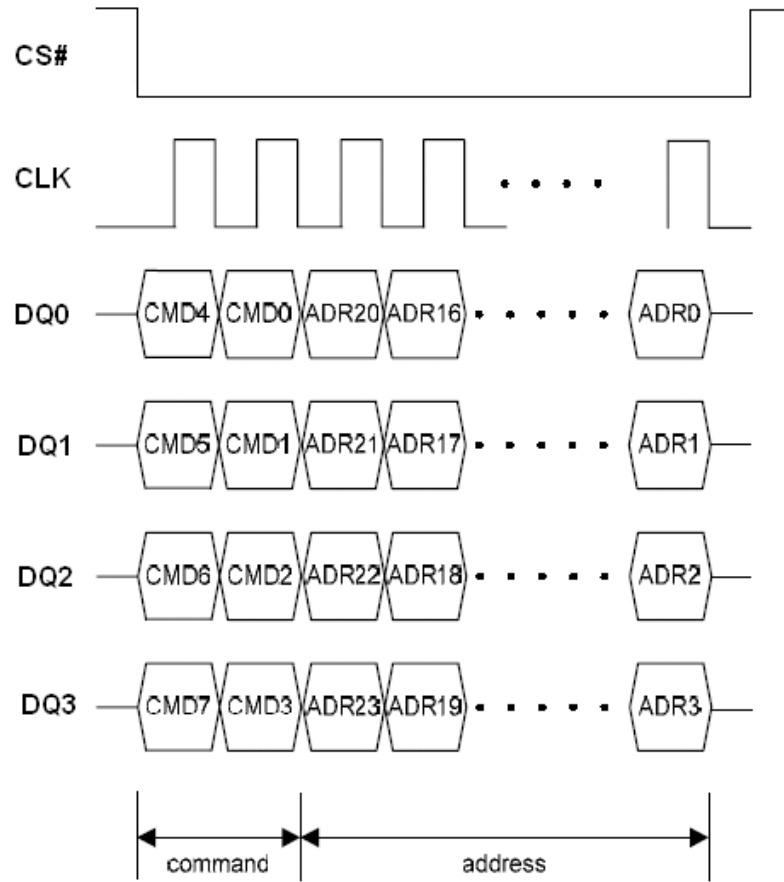 CS#
CLK
DQ0 CMD4 CMD0 ADR20 ADR16 ADR0
DQ1 CMD5 CMD1 ADR21 ADR17 ADR1
DQ2 CMD6 CMD2 ADR22 ADR18 ADR2
DQ3 CMD7 CMD3 ADR23 ADR19 ADR3
command address